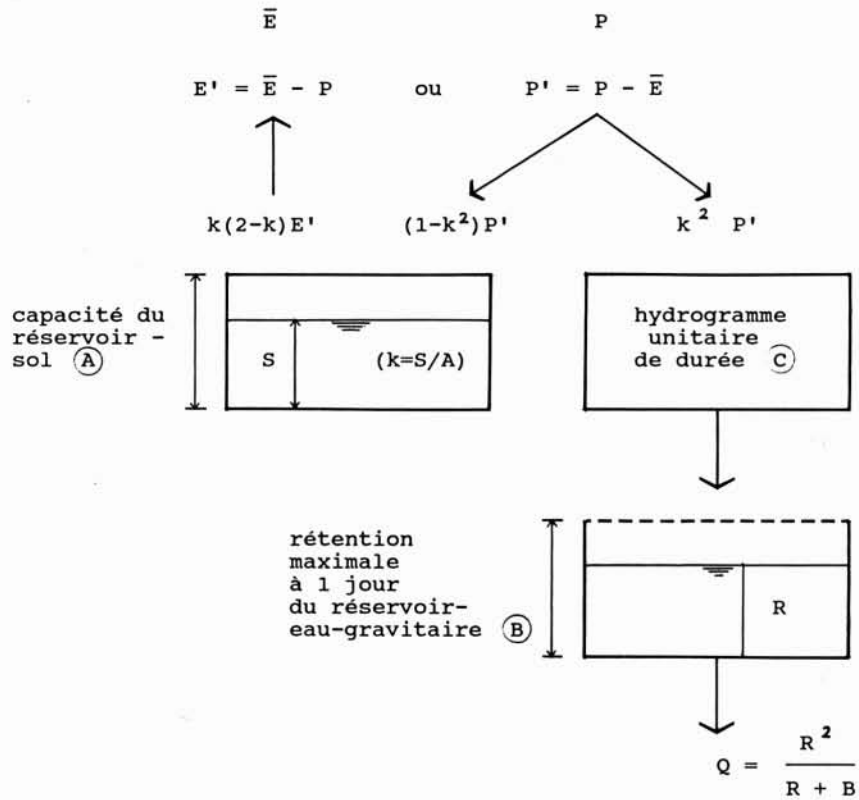 E̅ P
E' = E̅ - P ou P' = P - E̅
k(2-k)E' (1-k²)P' k² P'
capacité du
réservoir -
sol Ⓐ
S (k=S/A)
hydrogramme
unitaire
de durée Ⓒ
rétention
maximale
à 1 jour
du réservoir-
eau-gravitaire Ⓑ
R
Q = R² / R + B